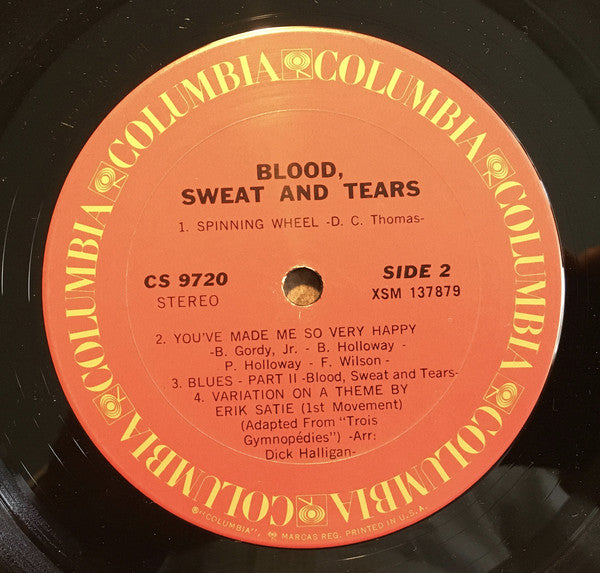 COLUMBIA COLUMBIA COLUMBIA COLUMBIA COLUMBIA COLUMBIA
BLOOD,
SWEAT AND TEARS
1. SPINNING WHEEL -D. C. Thomas-
CS 9720 SIDE 2
STEREO XSM 137879
2. YOU'VE MADE ME SO VERY HAPPY
-B. Gordy, Jr. - B. Holloway -
P. Holloway - F. Wilson -
3. BLUES - PART II -Blood, Sweat and Tears-
4. VARIATION ON A THEME BY
ERIK SATIE (1st Movement)
(Adapted From "Trois
Gymnopédies") -Arr:
Dick Halligan-
®"COLUMBIA", MARCAS REG. PRINTED IN U.S.A.